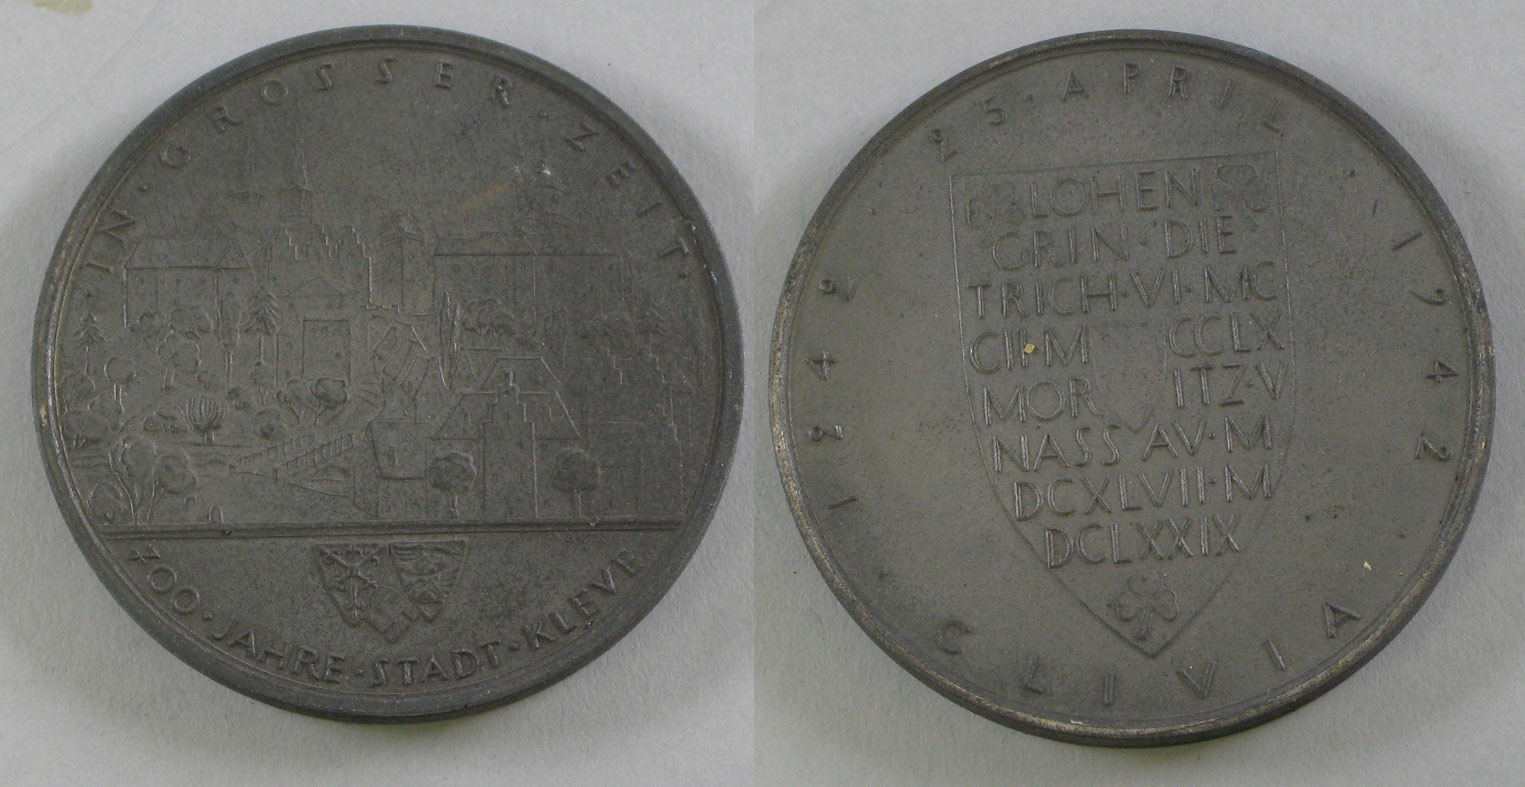 · IN · GROSSER · ZEIT ·
700 · JAHRE · STADT · KLEVE
25 · APRIL
1242
1942
LOHEN
GRIN · DIE
TRICH · VI · MC
CII · M CCLX
MOR ITZ · V
NASS AV · M
DCXLVII · M
DCLXXIX
CLIVIA